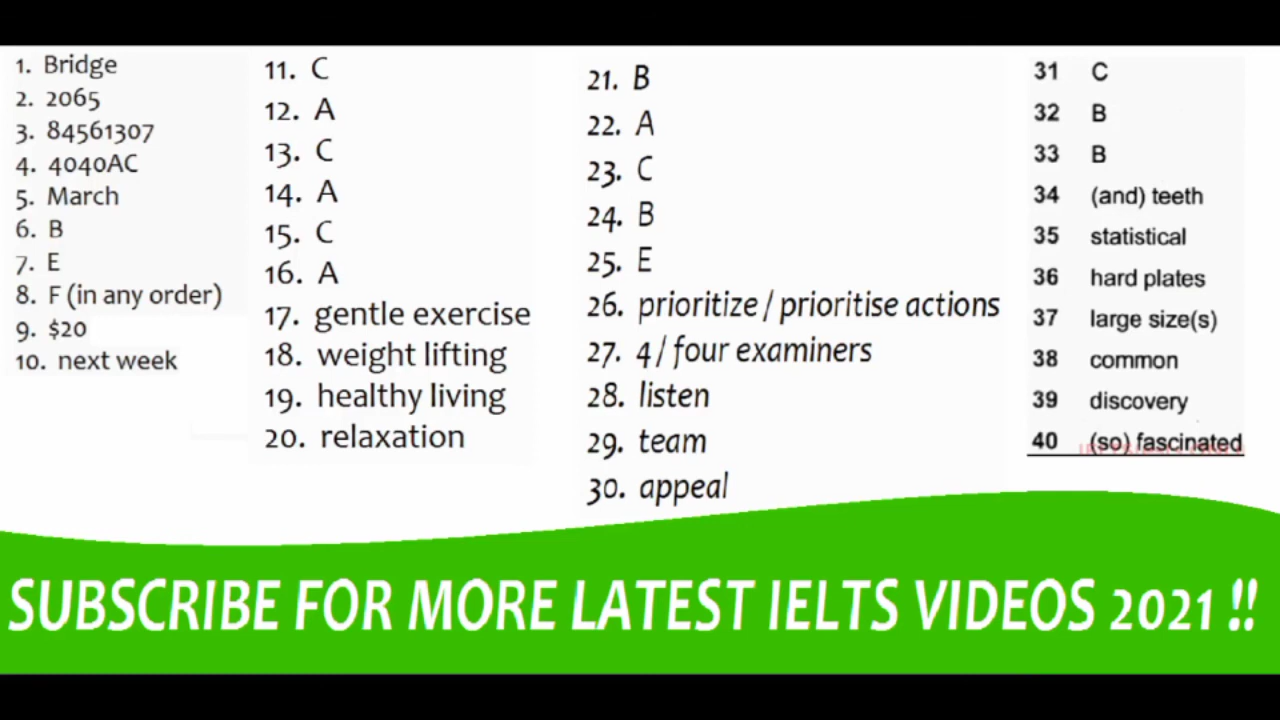 1. Bridge
2. 2065
3. 84561307
4. 4040AC
5. March
6. B
7. E
8. F (in any order)
9. $20
10. next week
11. C
12. A
13. C
14. A
15. C
16. A
17. gentle exercise
18. weight lifting
19. healthy living
20. relaxation
21. B
22. A
23. C
24. B
25. E
26. prioritize / prioritise actions
27. 4 / four examiners
28. listen
29. team
30. appeal
31 C
32 B
33 B
34 (and) teeth
35 statistical
36 hard plates
37 large size(s)
38 common
39 discovery
40 (so) fascinated
SUBSCRIBE FOR MORE LATEST IELTS VIDEOS 2021 !!